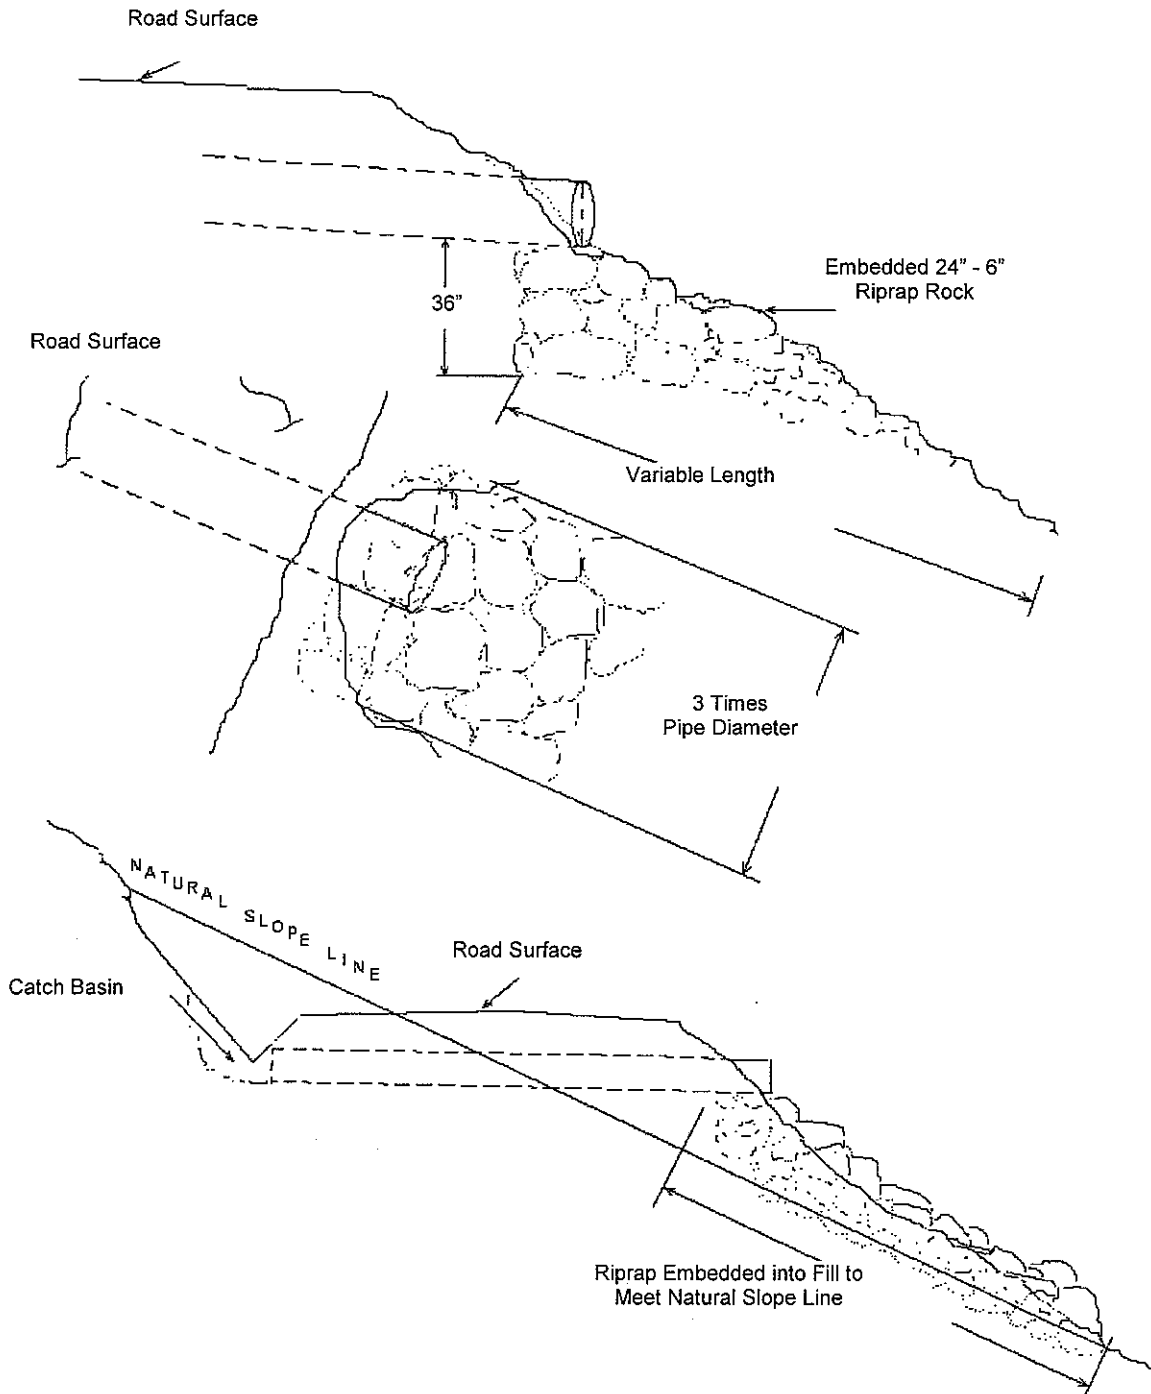 Road Surface
Embedded 24" - 6"
Riprap Rock
36"
Road Surface
Variable Length
3 Times
Pipe Diameter
NATURAL SLOPE LINE
Road Surface
Catch Basin
Riprap Embedded into Fill to
Meet Natural Slope Line